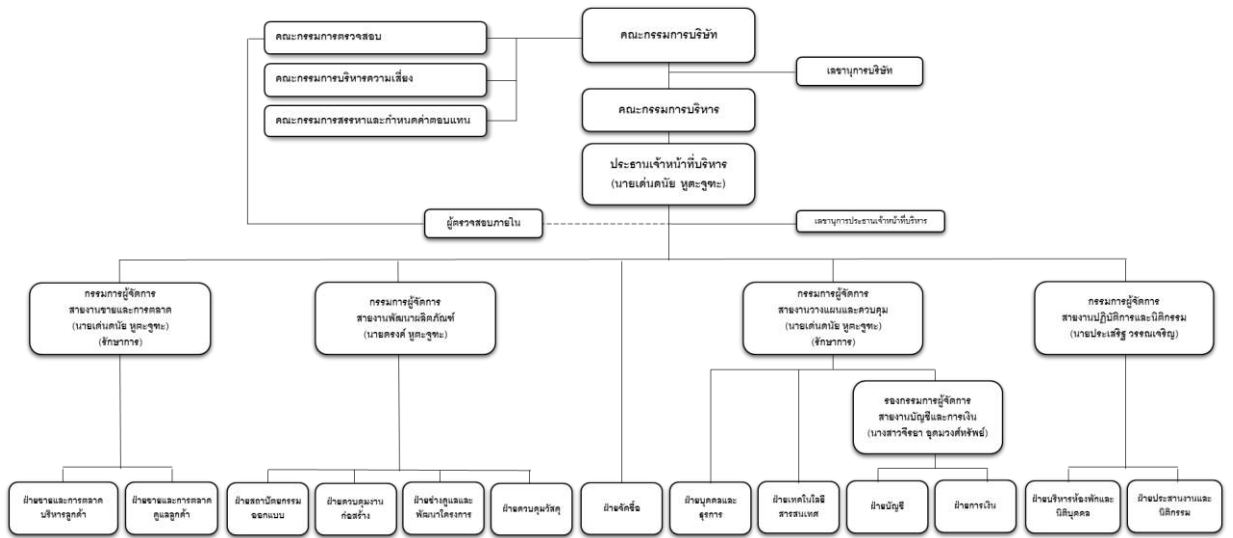 คณะกรรมการตรวจสอบ
คณะกรรมการบริษัท
คณะกรรมการบริหารความเสี่ยง
เลขานุการบริษัท
คณะกรรมการสรรหาและกำหนดค่าตอบแทน
คณะกรรมการบริหาร
ประธานเจ้าหน้าที่บริหาร
(นายเด่นดนัย หูตะจูฑะ)
ผู้ตรวจสอบภายใน
เลขานุการประธานเจ้าหน้าที่บริหาร
กรรมการผู้จัดการ
สายงานขายและการตลาด
(นายเด่นดนัย หูตะจูฑะ)
(รักษาการ)
กรรมการผู้จัดการ
สายงานพัฒนาผลิตภัณฑ์
(นายดรงค์ หูตะจูฑะ)
กรรมการผู้จัดการ
สายงานวางแผนและควบคุม
(นายเด่นดนัย หูตะจูฑะ)
(รักษาการ)
กรรมการผู้จัดการ
สายงานปฏิบัติการและนิติกรรม
(นายประเสริฐ วรรณเจริญ)
รองกรรมการผู้จัดการ
สายงานบัญชีและการเงิน
(นางสาวจีรยา อุดมวงศ์ทรัพย์)
ฝ่ายขายและการตลาด
บริหารลูกค้า
ฝ่ายขายและการตลาด
ดูแลลูกค้า
ฝ่ายสถาปัตยกรรม
ออกแบบ
ฝ่ายควบคุมงาน
ก่อสร้าง
ฝ่ายช่างดูแลและ
พัฒนาโครงการ
ฝ่ายควบคุมวัสดุ
ฝ่ายจัดซื้อ
ฝ่ายบุคคลและ
ธุรการ
ฝ่ายเทคโนโลยี
สารสนเทศ
ฝ่ายบัญชี
ฝ่ายการเงิน
ฝ่ายบริหารห้องพักและ
นิติบุคคล
ฝ่ายประสานงานและ
นิติกรรม